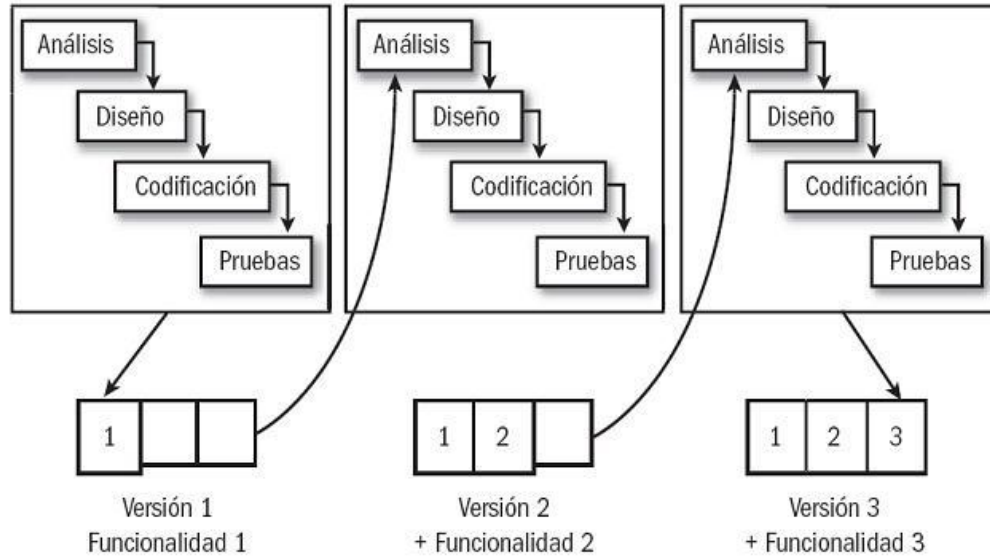 Análisis
Diseño
Codificación
Pruebas
Análisis
Diseño
Codificación
Pruebas
Análisis
Diseño
Codificación
Pruebas
1
1 2
1 2 3
Versión 1
Funcionalidad 1
Versión 2
+ Funcionalidad 2
Versión 3
+ Funcionalidad 3